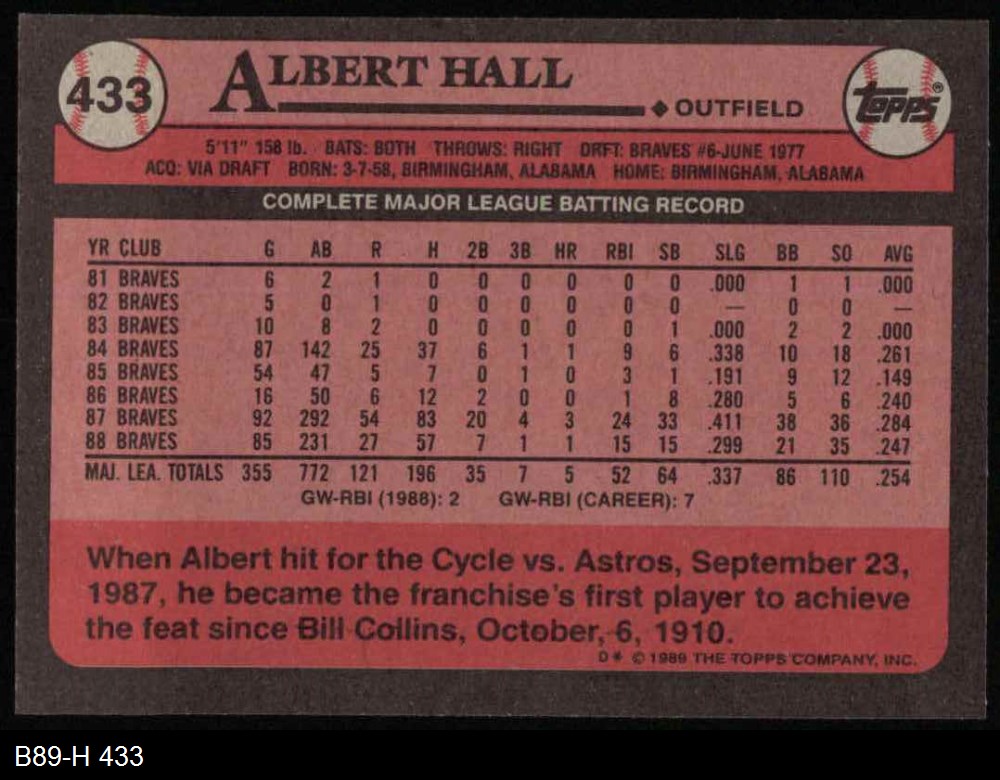 433
ALBERT HALL
◆ OUTFIELD
TOPPS®
5'11" 158 lb. BATS: BOTH THROWS: RIGHT DRFT: BRAVES #6-JUNE 1977
ACQ: VIA DRAFT BORN: 3-7-58, BIRMINGHAM, ALABAMA HOME: BIRMINGHAM, ALABAMA
COMPLETE MAJOR LEAGUE BATTING RECORD
YR CLUB G AB R H 2B 3B HR RBI SB SLG BB SO AVG
81 BRAVES 6 2 1 0 0 0 0 0 0 .000 1 1 .000
82 BRAVES 5 0 1 0 0 0 0 0 0 — 0 0 —
83 BRAVES 10 8 2 0 0 0 0 0 1 .000 2 2 .000
84 BRAVES 87 142 25 37 6 1 1 9 6 .338 10 18 .261
85 BRAVES 54 47 5 7 0 1 0 3 1 .191 9 12 .149
86 BRAVES 16 50 6 12 2 0 0 1 8 .280 5 6 .240
87 BRAVES 92 292 54 83 20 4 3 24 33 .411 38 36 .284
88 BRAVES 85 231 27 57 7 1 1 15 15 .299 21 35 .247
MAJ. LEA. TOTALS 355 772 121 196 35 7 5 52 64 .337 86 110 .254
GW-RBI (1988): 2 GW-RBI (CAREER): 7
When Albert hit for the Cycle vs. Astros, September 23,
1987, he became the franchise's first player to achieve
the feat since Bill Collins, October, 6, 1910.
D* © 1989 THE TOPPS COMPANY, INC.
B89-H 433